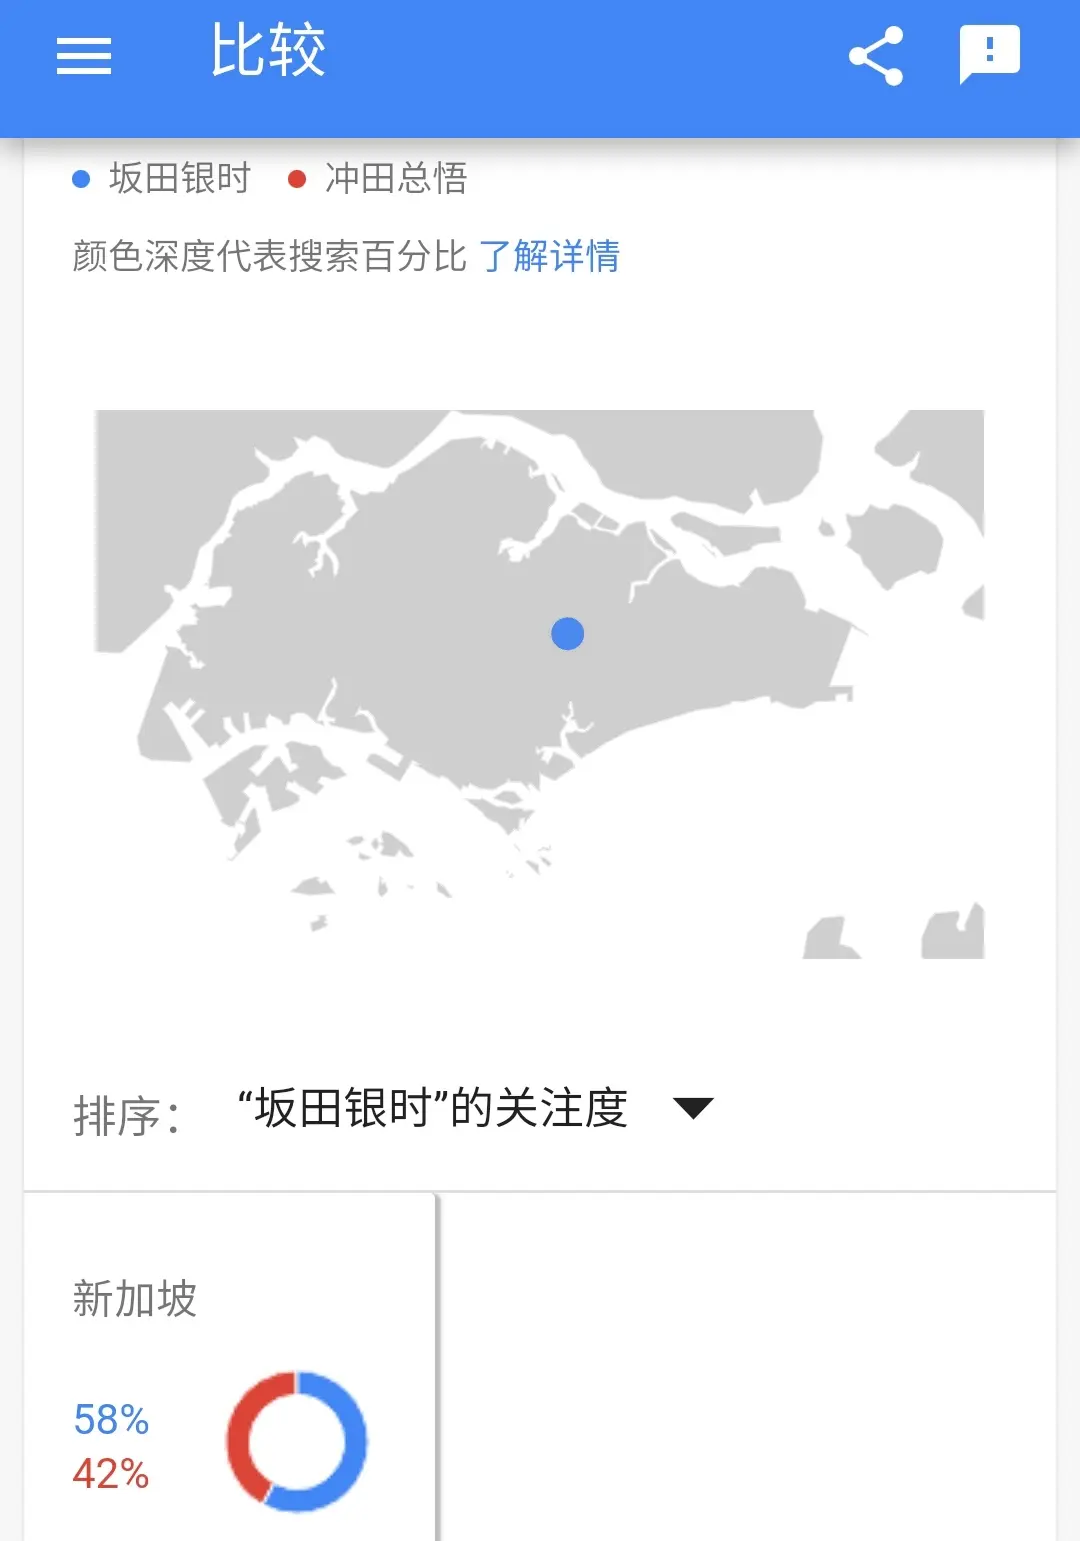 比较
坂田银时 冲田总悟
颜色深度代表搜索百分比 了解详情
排序： “坂田银时”的关注度
新加坡
58%
42%